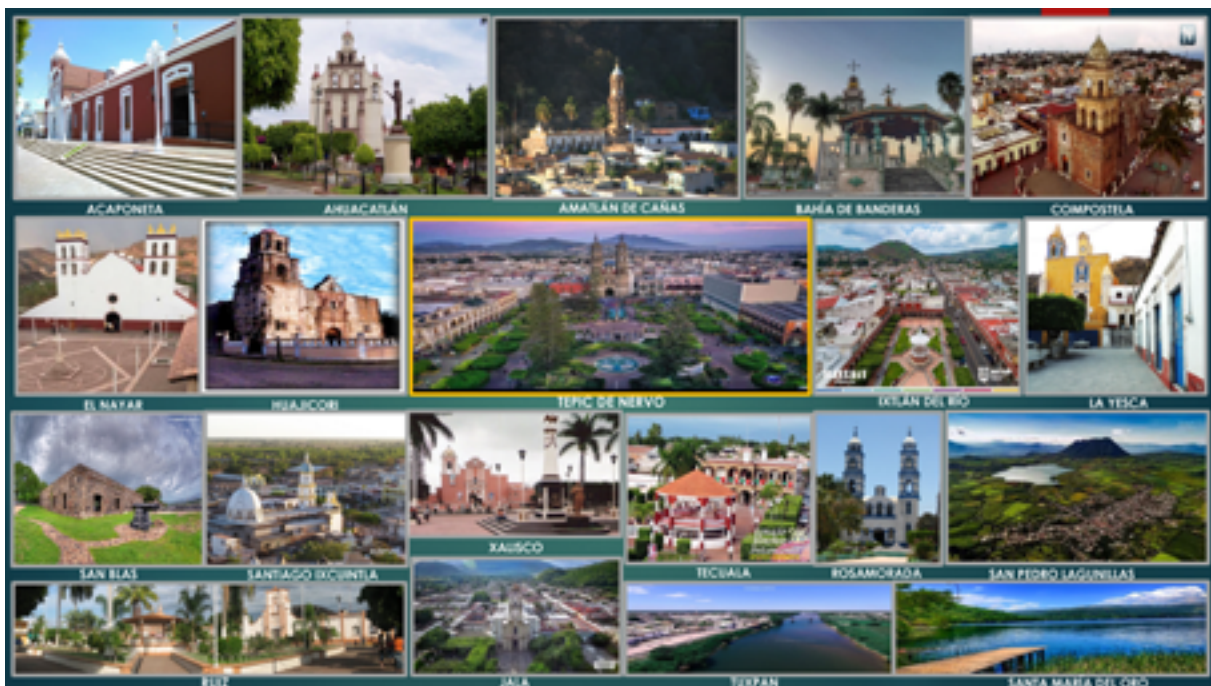 ACAPONETA
AHUACATLÁN
AMATLÁN DE CAÑAS
BAHÍA DE BANDERAS
COMPOSTELA
EL NAYAR
HUAJICORI
TEPIC DE NERVO
IXTLÁN DEL RÍO
LA YESCA
SAN BLAS
SANTIAGO IXCUINTLA
XALISCO
TECUALA
ROSAMORADA
SAN PEDRO LAGUNILLAS
RUIZ
JALA
TUXPAN
SANTA MARÍA DEL ORO